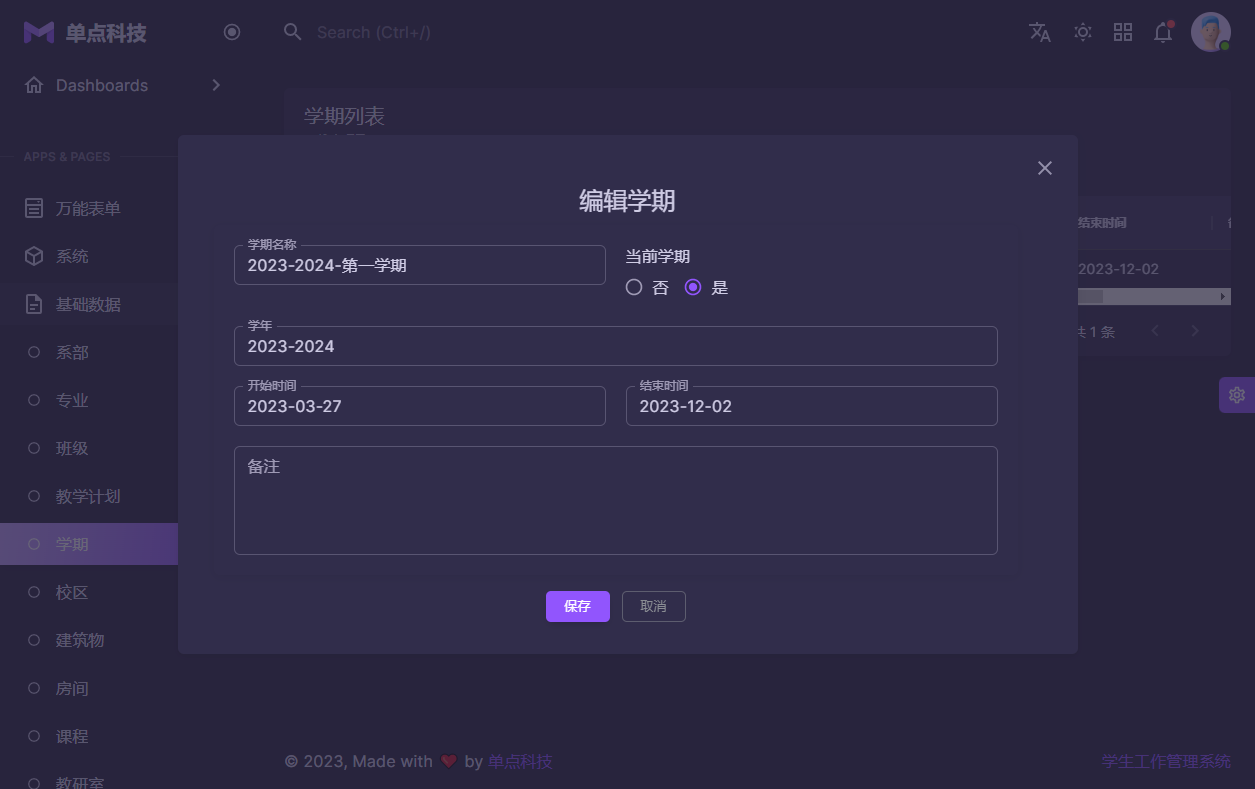 单点科技
Search (Ctrl+/)
Dashboards
学期列表
APPS & PAGES
编辑学期
万能表单
结束时间
学期名称
2023-2024-第一学期
当前学期
否 是
系统
2023-12-02
基础数据
共 1 条
学年
2023-2024
系部
开始时间
2023-03-27
结束时间
2023-12-02
专业
班级
备注
教学计划
学期
校区
保存
取消
建筑物
房间
课程
© 2023, Made with ❤️ by 单点科技
学生工作管理系统
教研室